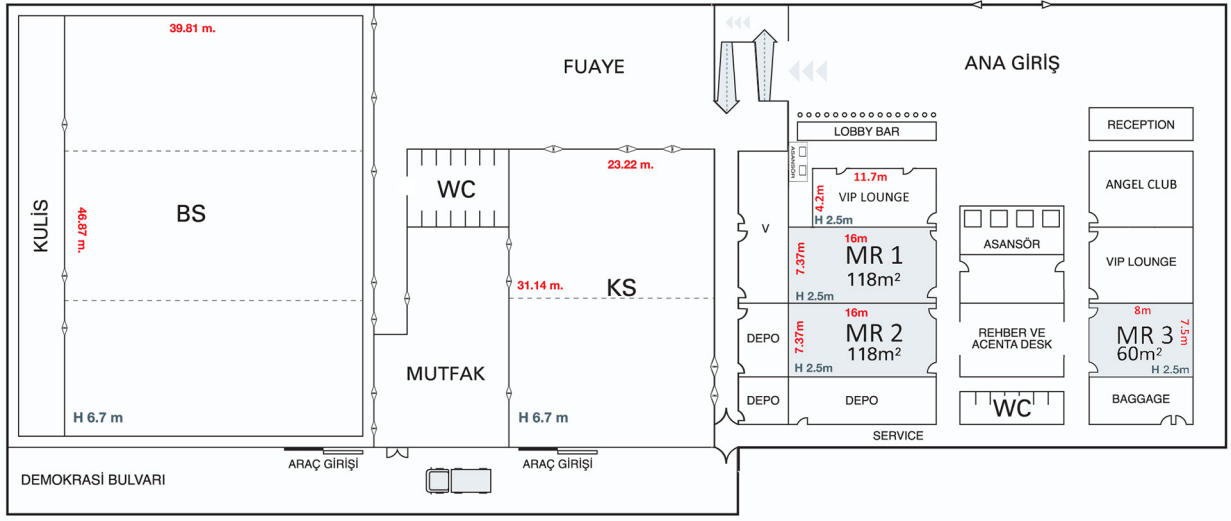 39.81 m.
KULİS
46.87 m.
BS
H 6.7 m
FUAYE
WC
23.22 m.
31.14 m.
KS
MUTFAK
H 6.7 m
ARAÇ GİRİŞİ
ARAÇ GİRİŞİ
DEMOKRASİ BULVARI
ANA GİRİŞ
LOBBY BAR
ASANSÖR
11.7m
4.2m
VIP LOUNGE
H 2.5m
V
16m
7.37m
MR 1
118m²
H 2.5m
16m
7.37m
MR 2
118m²
H 2.5m
DEPO
DEPO
DEPO
SERVICE
ASANSÖR
REHBER VE
ACENTA DESK
WC
RECEPTION
ANGEL CLUB
VIP LOUNGE
8m
7.5m
MR 3
60m²
H 2.5m
BAGGAGE